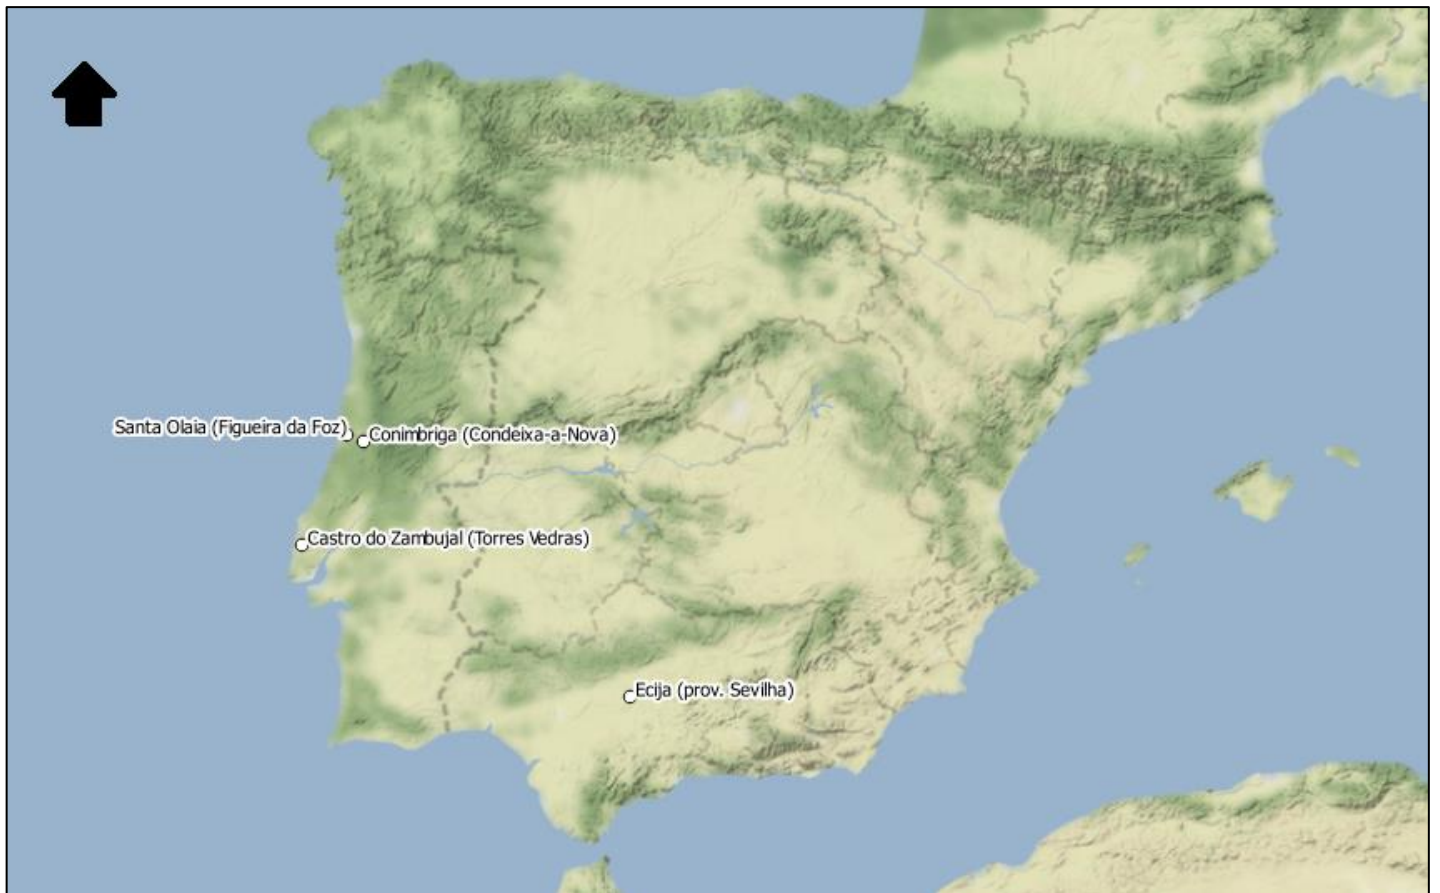 Santa Olaia (Figueira da Foz)
Conimbriga (Condeixa-a-Nova)
Castro do Zambujal (Torres Vedras)
Ecija (prov. Sevilha)